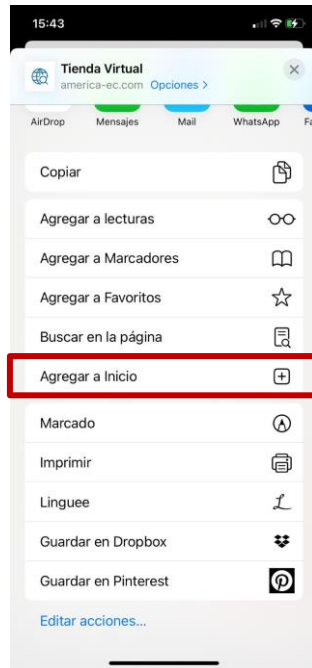 15:43
Tienda Virtual
america-ec.com Opciones >
AirDrop Mensajes Mail WhatsApp
Copiar
Agregar a lecturas
Agregar a Marcadores
Agregar a Favoritos
Buscar en la página
Agregar a Inicio
Marcado
Imprimir
Linguee
Guardar en Dropbox
Guardar en Pinterest
Editar acciones...